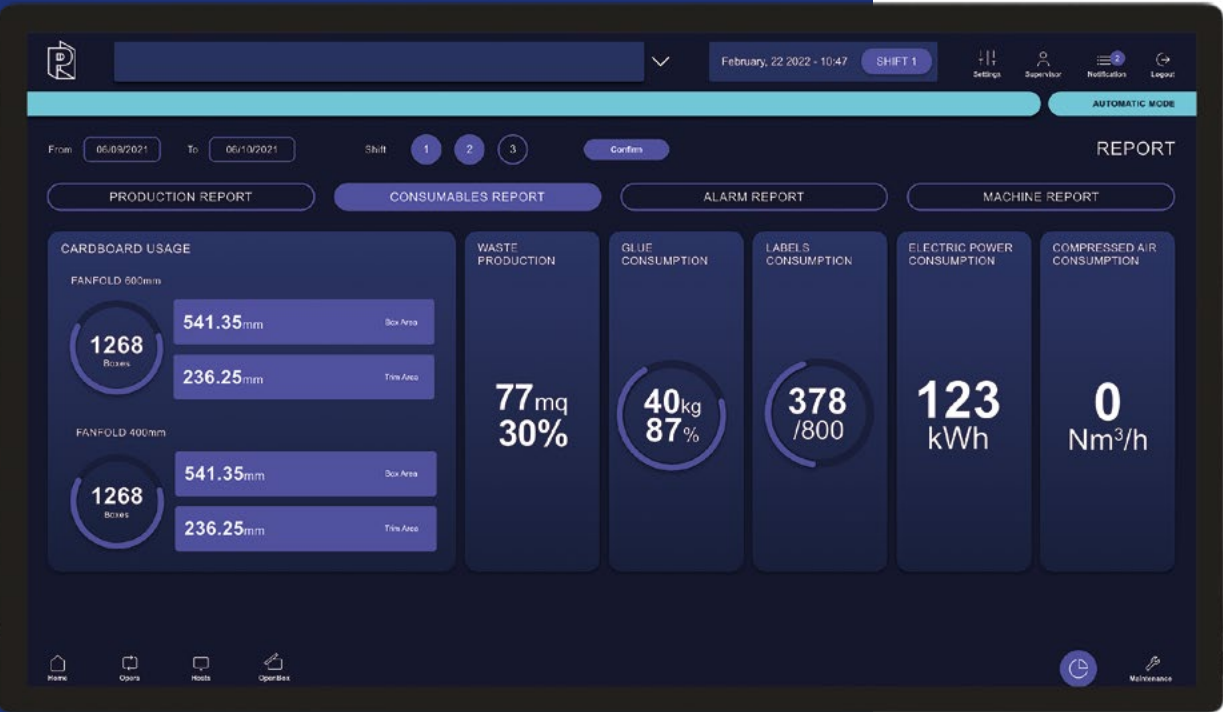 February, 22 2022 - 10:47 SHIFT 1
2
Settings Supervisor Notification Logout
AUTOMATIC MODE
From 06/09/2021 To 06/10/2021 Shift 1 2 3 Confirm
REPORT
PRODUCTION REPORT CONSUMABLES REPORT ALARM REPORT MACHINE REPORT
CARDBOARD USAGE
FANFOLD 600mm
1268
Boxes
541.35mm Box Area
236.25mm Trim Area
FANFOLD 400mm
1268
Boxes
541.35mm Box Area
236.25mm Trim Area
WASTE
PRODUCTION
77mq
30%
GLUE
CONSUMPTION
40kg
87%
LABELS
CONSUMPTION
378
/800
ELECTRIC POWER
CONSUMPTION
123
kWh
COMPRESSED AIR
CONSUMPTION
0
Nm³/h
Home Opera Hosts OpenBox
Maintenance